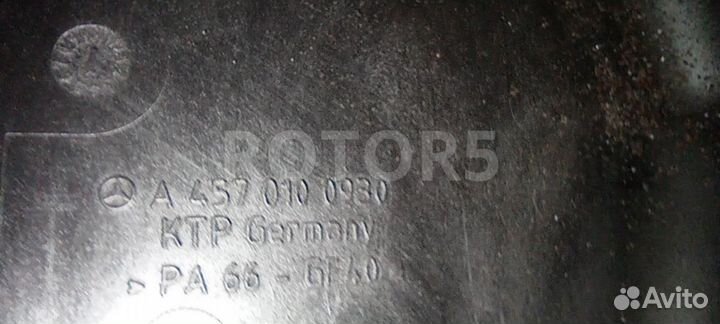 ROTOR5
A 457 010 0930
KTP Germany
PA 66 - GF40
Avito